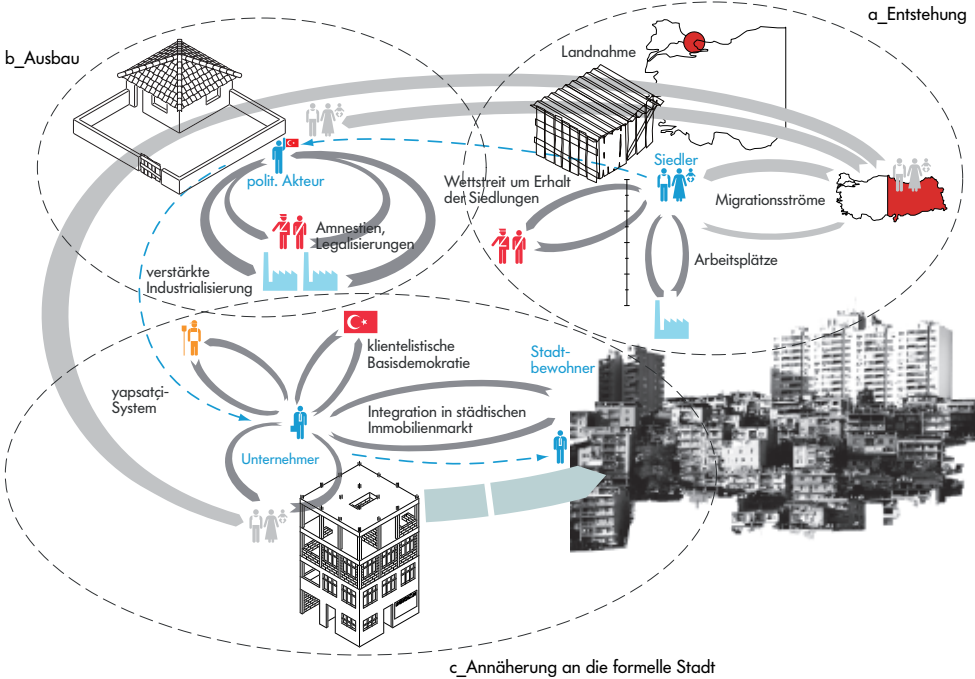 a_Entstehung
b_Ausbau
Landnahme
Siedler
polit. Akteur
Wettstreit um Erhalt
der Siedlungen
Migrationsströme
Amnestien,
Legalisierungen
Arbeitsplätze
verstärkte
Industrialisierung
klientelistische
Basisdemokratie
Stadt-
bewohner
yapsatçi-
System
Integration in städtischen
Immobilienmarkt
Unternehmer
c_Annäherung an die formelle Stadt